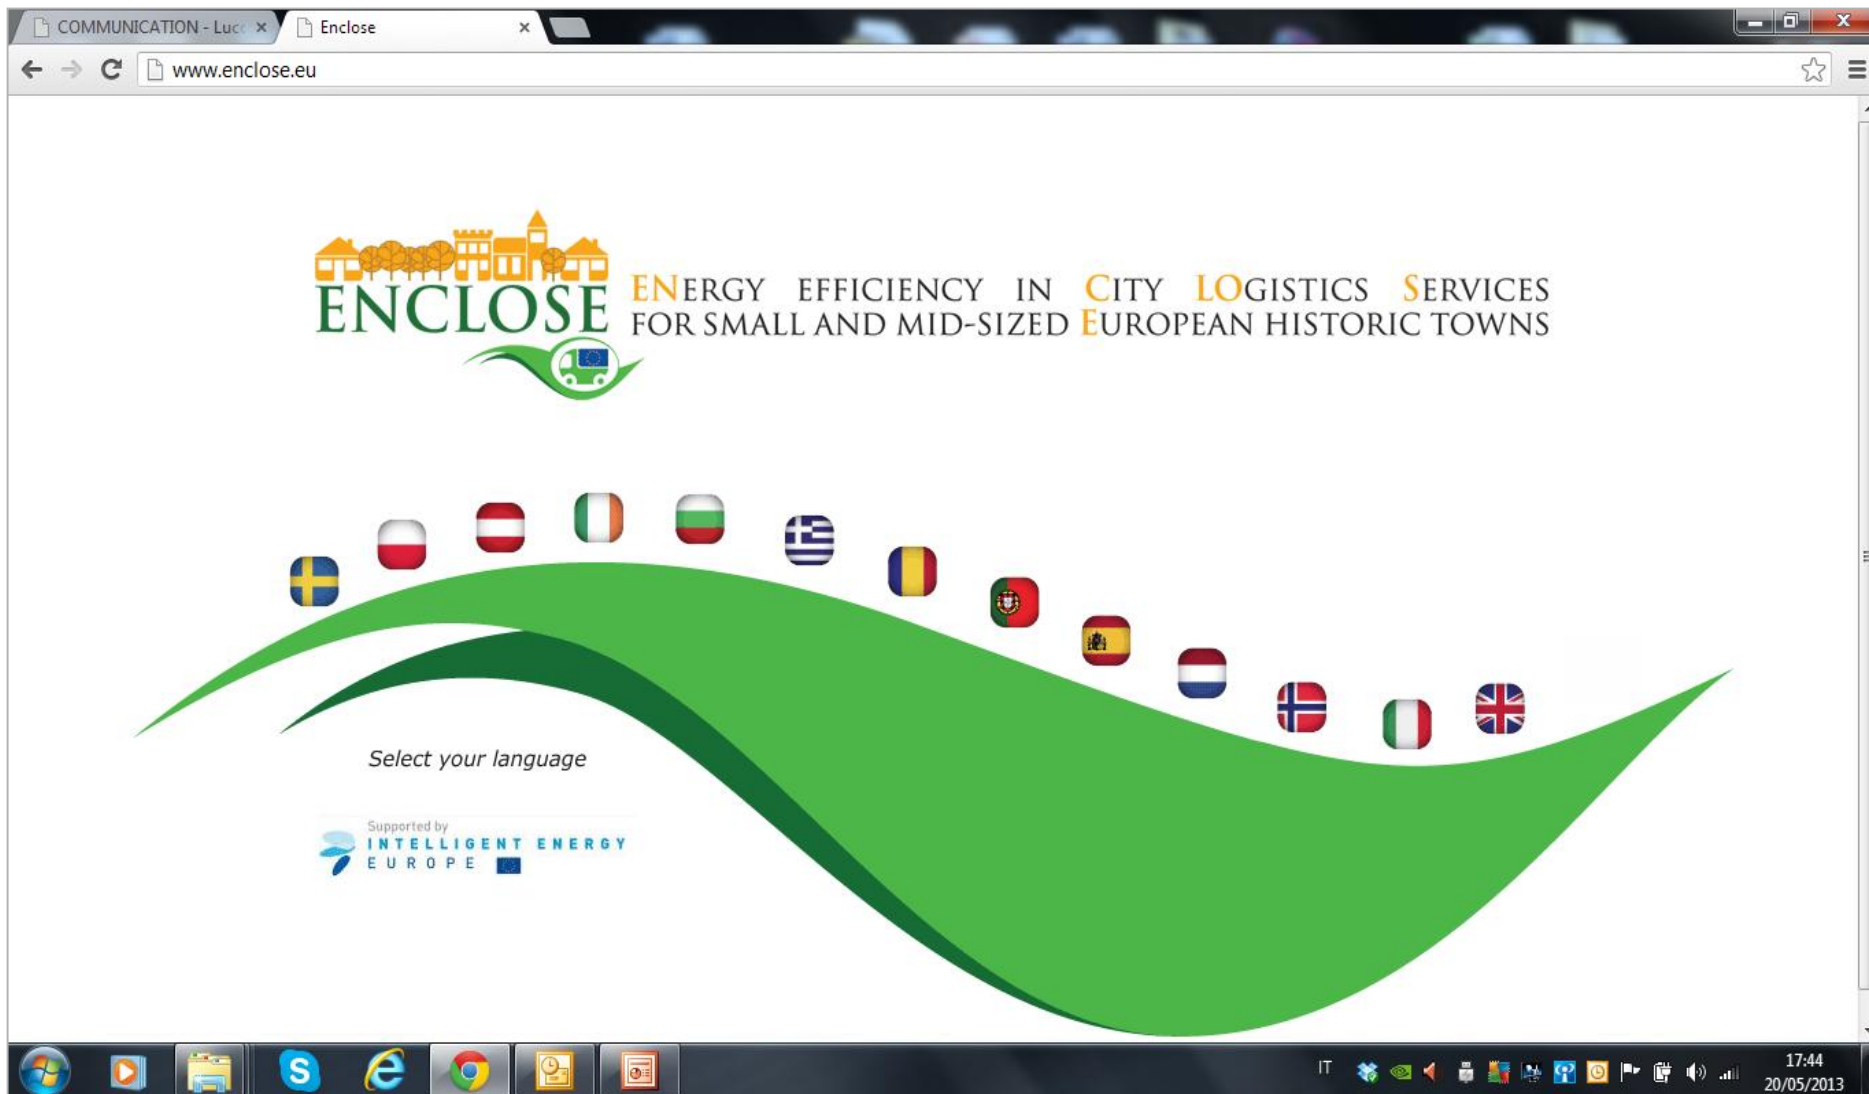 COMMUNICATION - Lucc
Enclose
www.enclose.eu
ENCLOSE
ENERGY EFFICIENCY IN CITY LOGISTICS SERVICES
FOR SMALL AND MID-SIZED EUROPEAN HISTORIC TOWNS
Select your language
Supported by
INTELLIGENT ENERGY
EUROPE
IT
17:44
20/05/2013